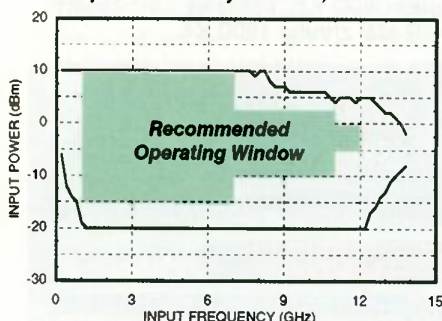 20
10
0
-10
-20
-30
INPUT POWER (dBm)
Recommended
Operating Window
0 3 6 9 12 15
INPUT FREQUENCY (GHz)